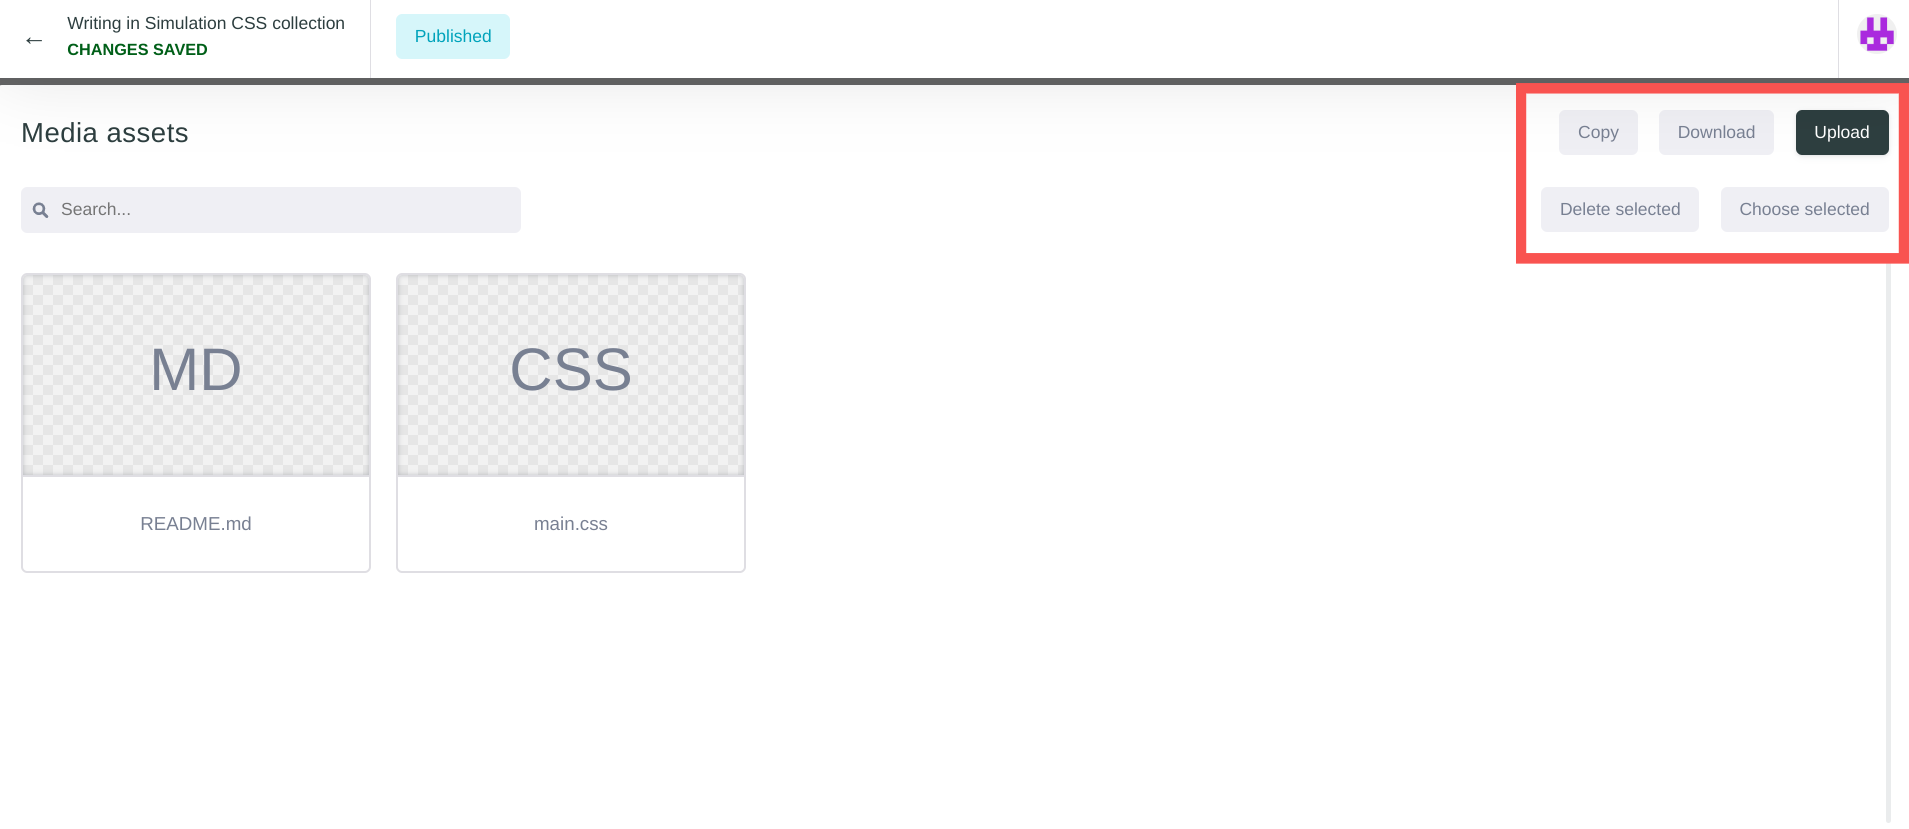 ←
Writing in Simulation CSS collection
CHANGES SAVED
Published
Media assets
Copy
Download
Upload
Search...
Delete selected
Choose selected
MD
CSS
README.md
main.css